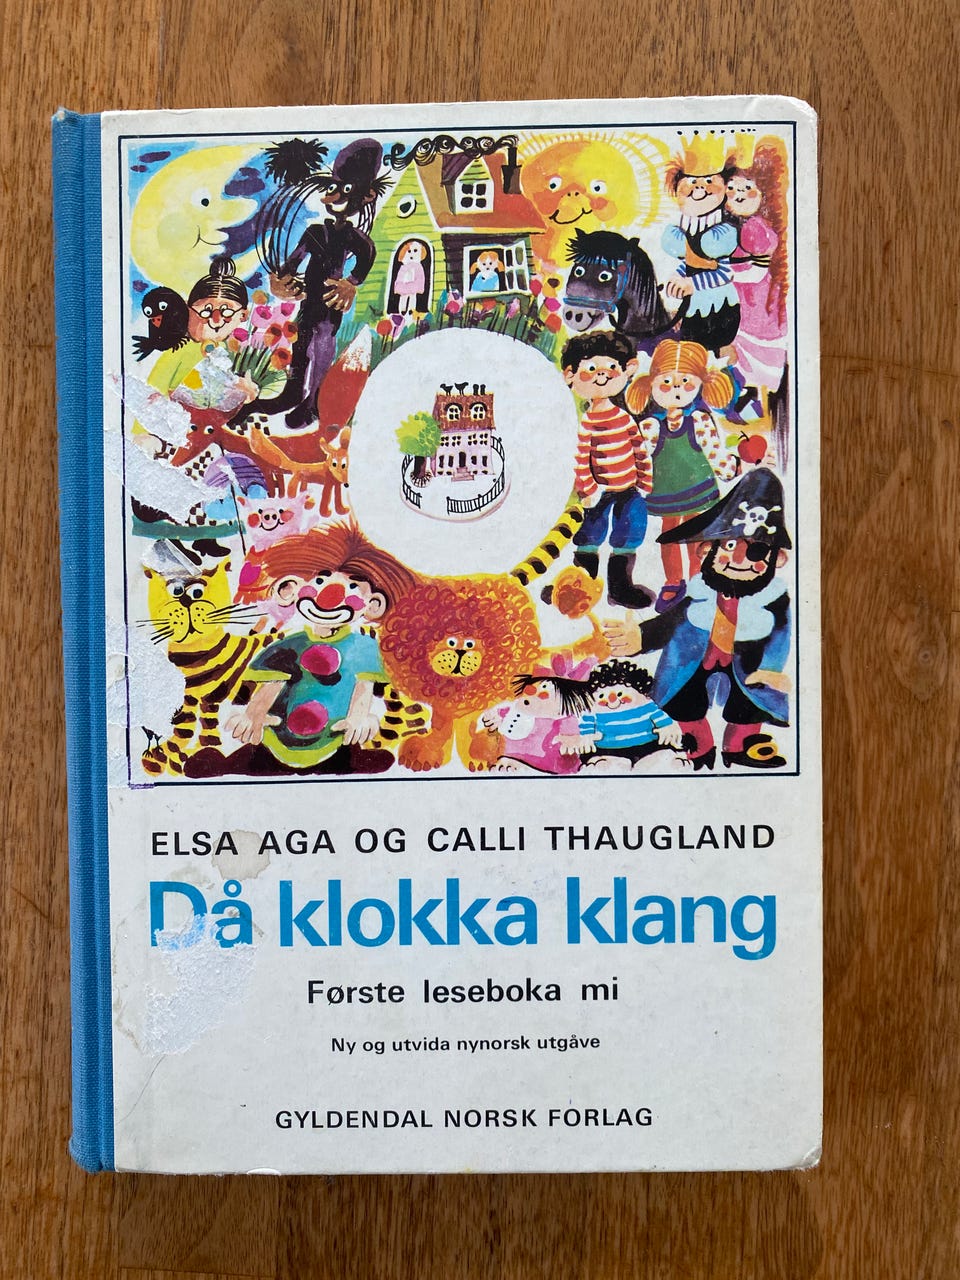 ELSA AGA OG CALLI THAUGLAND
Då klokka klang
Første leseboka mi
Ny og utvida nynorsk utgåve
GYLDENDAL NORSK FORLAG